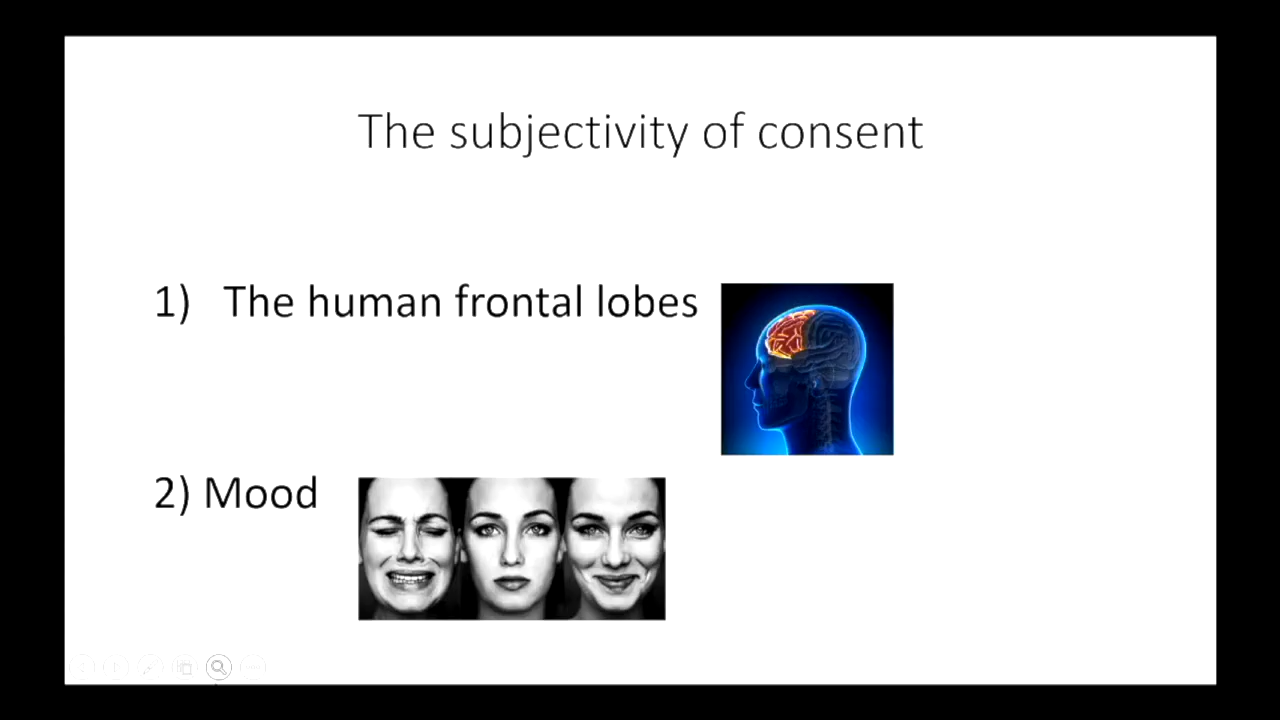 The subjectivity of consent
1) The human frontal lobes
2) Mood